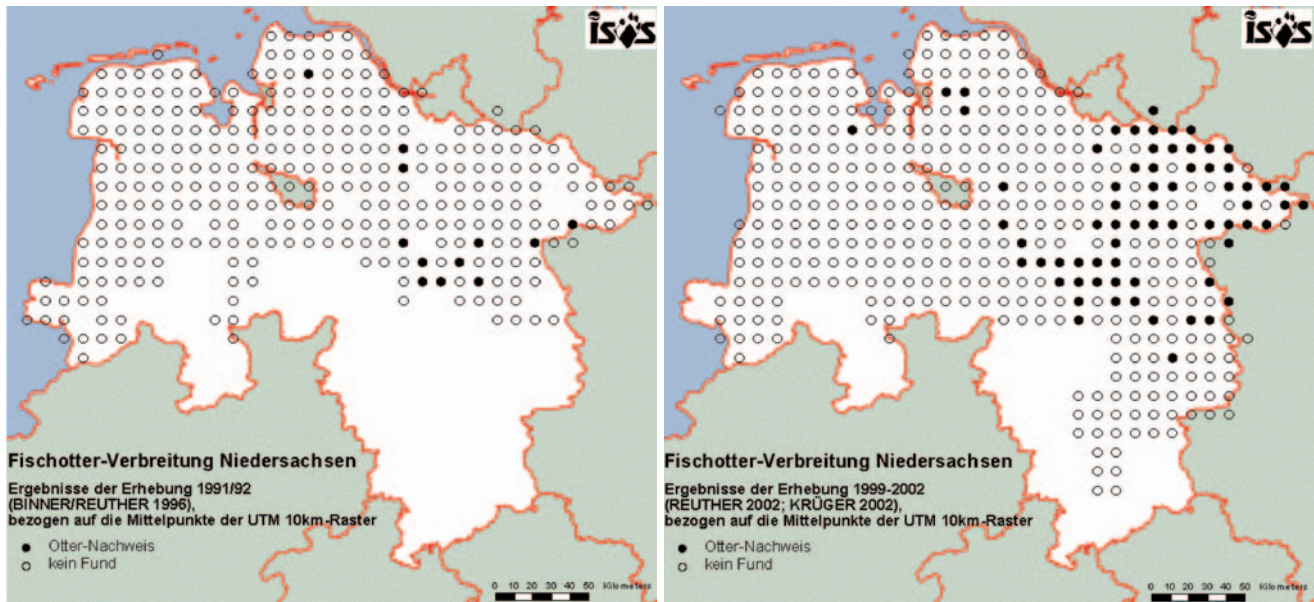 isos
Fischotter-Verbreitung Niedersachsen
Ergebnisse der Erhebung 1991/92
(BINNER/REUTHER 1996),
bezogen auf die Mittelpunkte der UTM 10km-Raster
Otter-Nachweis
kein Fund
0 10 20 30 40 50 Kilometers
isos
Fischotter-Verbreitung Niedersachsen
Ergebnisse der Erhebung 1999-2002
(REUTHER 2002; KRÜGER 2002),
bezogen auf die Mittelpunkte der UTM 10km-Raster
Otter-Nachweis
kein Fund
0 10 20 30 40 50 Kilometers